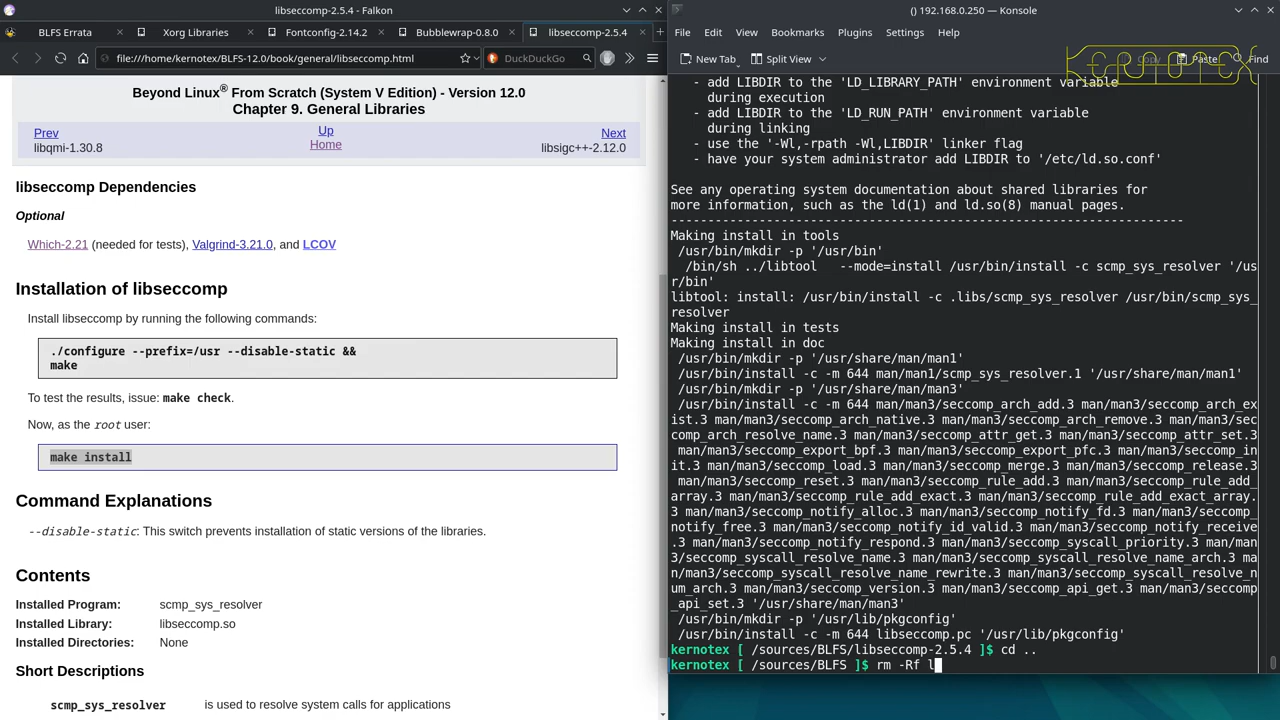 libseccomp-2.5.4 - Falkon
BLFS Errata
Xorg Libraries
Fontconfig-2.14.2
Bubblewrap-0.8.0
libseccomp-2.5.4
file:///home/kernotex/BLFS-12.0/book/general/libseccomp.html
DuckDuckGo
Beyond Linux® From Scratch (System V Edition) - Version 12.0
Chapter 9. General Libraries
Prev
Up
Next
libqmi-1.30.8
Home
libsigc++-2.12.0
libseccomp Dependencies
Optional
Which-2.21 (needed for tests), Valgrind-3.21.0, and LCOV
Installation of libseccomp
Install libseccomp by running the following commands:
./configure --prefix=/usr --disable-static &&
make
To test the results, issue: make check.
Now, as the root user:
make install
Command Explanations
--disable-static: This switch prevents installation of static versions of the libraries.
Contents
Installed Program: scmp_sys_resolver
Installed Library: libseccomp.so
Installed Directories: None
Short Descriptions
scmp_sys_resolver is used to resolve system calls for applications
() 192.168.0.250 — Konsole
File Edit View Bookmarks Plugins Settings Help
New Tab Split View Copy Paste Find
kernotex
- add LIBDIR to the 'LD_LIBRARY_PATH' environment variable
during execution
- add LIBDIR to the 'LD_RUN_PATH' environment variable
during linking
- use the '-Wl,-rpath -Wl,LIBDIR' linker flag
- have your system administrator add LIBDIR to '/etc/ld.so.conf'
See any operating system documentation about shared libraries for
more information, such as the ld(1) and ld.so(8) manual pages.
----------------------------------------------------------------------
Making install in tools
/usr/bin/mkdir -p '/usr/bin'
/bin/sh ../libtool   --mode=install /usr/bin/install -c scmp_sys_resolver '/us
r/bin'
libtool: install: /usr/bin/install -c .libs/scmp_sys_resolver /usr/bin/scmp_sys_
resolver
Making install in tests
Making install in doc
/usr/bin/mkdir -p '/usr/share/man/man1'
/usr/bin/install -c -m 644 man/man1/scmp_sys_resolver.1 '/usr/share/man/man1'
/usr/bin/mkdir -p '/usr/share/man/man3'
/usr/bin/install -c -m 644 man/man3/seccomp_arch_add.3 man/man3/seccomp_arch_ex
ist.3 man/man3/seccomp_arch_native.3 man/man3/seccomp_arch_remove.3 man/man3/sec
comp_arch_resolve_name.3 man/man3/seccomp_attr_get.3 man/man3/seccomp_attr_set.3
man/man3/seccomp_export_bpf.3 man/man3/seccomp_export_pfc.3 man/man3/seccomp_in
it.3 man/man3/seccomp_load.3 man/man3/seccomp_merge.3 man/man3/seccomp_release.3
man/man3/seccomp_reset.3 man/man3/seccomp_rule_add.3 man/man3/seccomp_rule_add_
array.3 man/man3/seccomp_rule_add_exact.3 man/man3/seccomp_rule_add_exact_array.
3 man/man3/seccomp_notify_alloc.3 man/man3/seccomp_notify_fd.3 man/man3/seccomp_
notify_free.3 man/man3/seccomp_notify_id_valid.3 man/man3/seccomp_notify_receive
.3 man/man3/seccomp_notify_respond.3 man/man3/seccomp_syscall_priority.3 man/man
3/seccomp_syscall_resolve_name.3 man/man3/seccomp_syscall_resolve_name_arch.3 ma
n/man3/seccomp_syscall_resolve_name_rewrite.3 man/man3/seccomp_syscall_resolve_n
um_arch.3 man/man3/seccomp_version.3 man/man3/seccomp_api_get.3 man/man3/seccomp
_api_set.3 '/usr/share/man/man3'
/usr/bin/mkdir -p '/usr/lib/pkgconfig'
/usr/bin/install -c -m 644 libseccomp.pc '/usr/lib/pkgconfig'
kernotex [ /sources/BLFS/libseccomp-2.5.4 ]$ cd ..
kernotex [ /sources/BLFS ]$ rm -Rf l